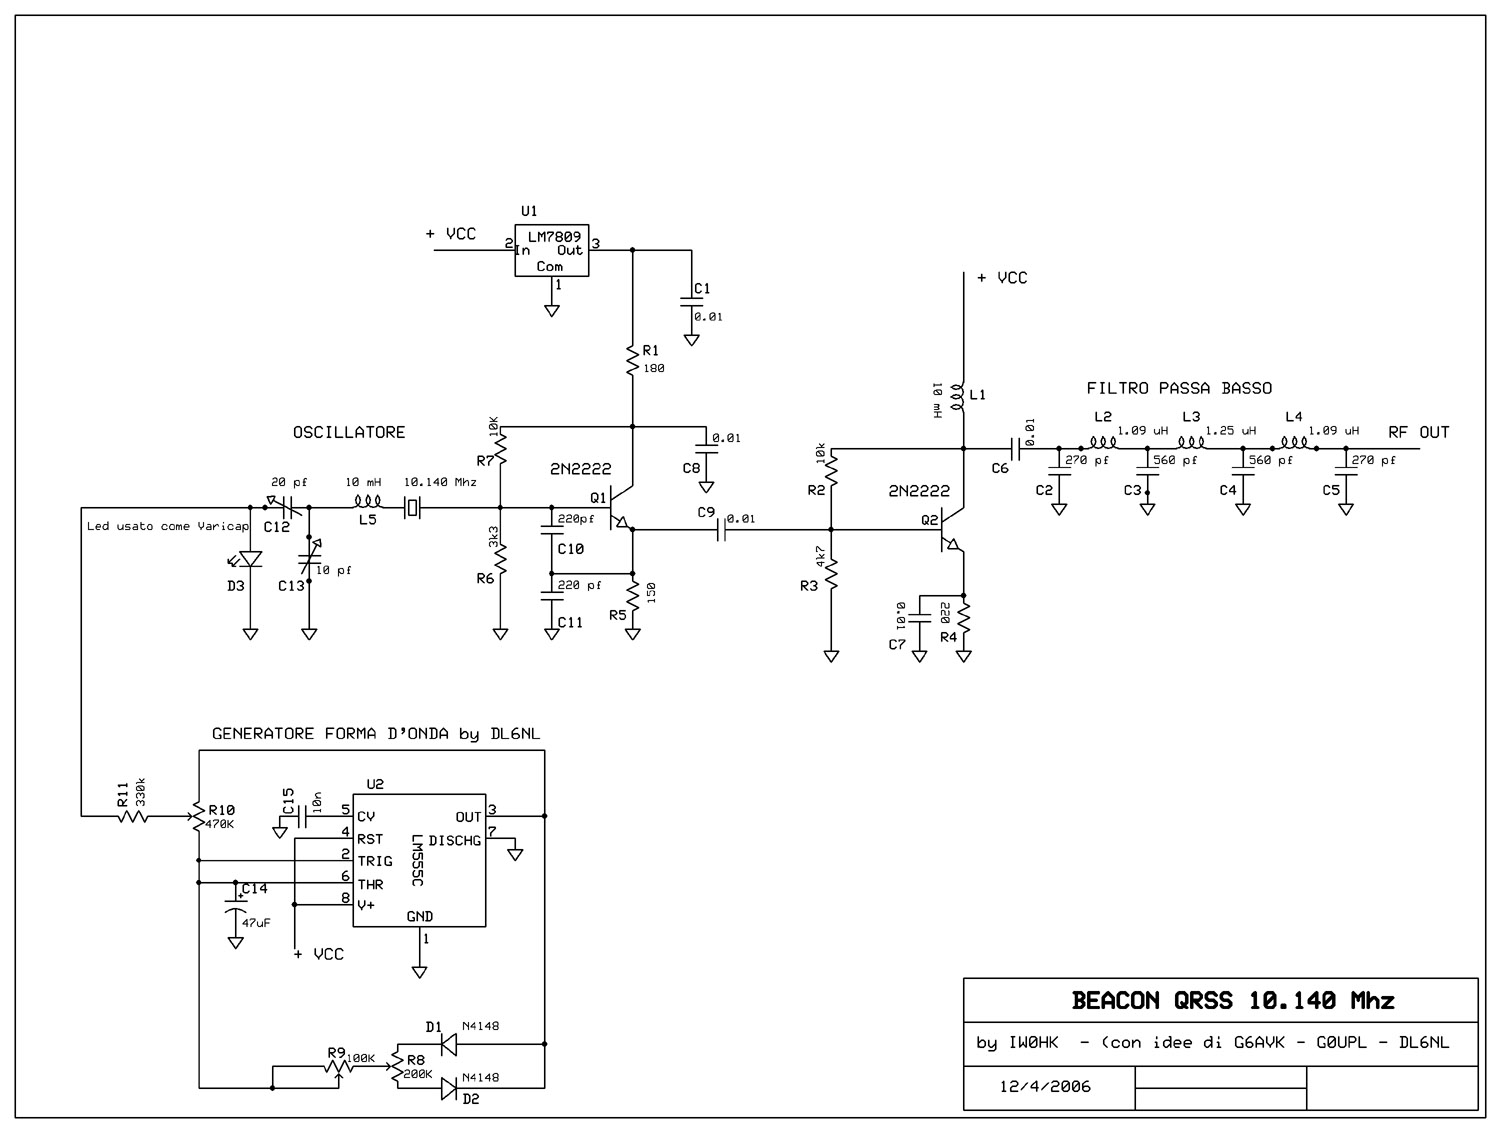 U1
+ VCC
LM7809
2
In
Out
3
Com
1
C1
0.01
R1
180
+ VCC
10 mH
L1
FILTRO PASSA BASSO
L2
1.09 uH
L3
1.25 uH
L4
1.09 uH
RF OUT
OSCILLATORE
10K
R7
0.01
C8
2N2222
Q1
10k
R2
C6
0.01
270 pf
C2
560 pf
C3
560 pf
C4
270 pf
C5
20 pf
C12
10 mH
L5
10.140 Mhz
Led usato come Varicap
D3
C13
10 pf
3k3
R6
220pf
C10
220 pf
C11
R5
150
C9
0.01
2N2222
Q2
4k7
R3
0.01
C7
220
R4
GENERATORE FORMA D'ONDA by DL6NL
U2
R11
330k
R10
470K
C15
10n
5
CV
4
RST
2
TRIG
6
THR
8
V+
LM555C
OUT
3
DISCHG
7
GND
1
C14
+
47uF
+ VCC
D1
N4148
R9
100K
R8
200K
N4148
D2
BEACON QRSS 10.140 Mhz
by IW0HK - (con idee di G6AVK - G0UPL - DL6NL
12/4/2006